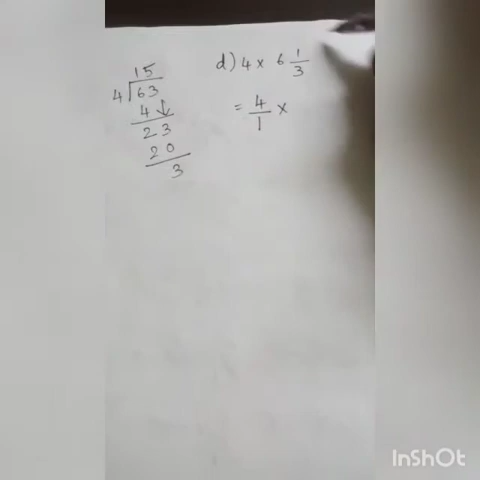 15
4 63
4 ↓
23
20
3
d) 4 × 6 1/3
= 4/1 ×
InShOt